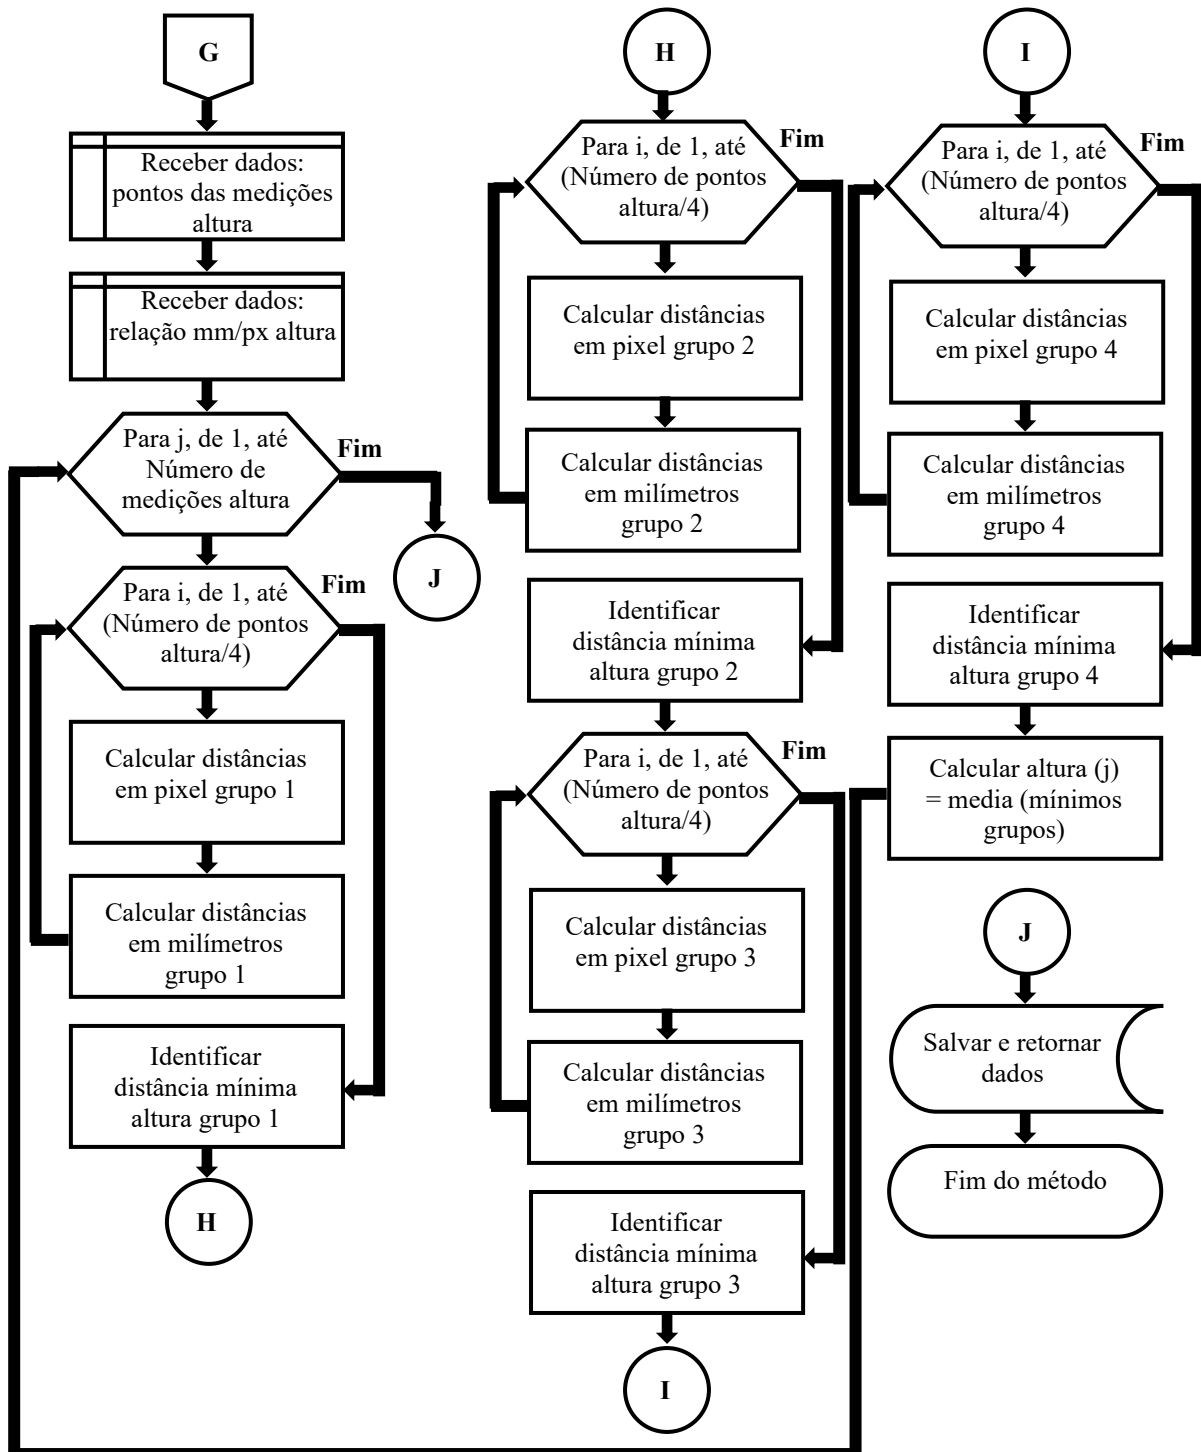 G
Receber dados:
pontos das medições
altura
Receber dados:
relação mm/px altura
Para j, de 1, até
Número de
medições altura
Fim
J
Para i, de 1, até
(Número de pontos
altura/4)
Fim
Calcular distâncias
em pixel grupo 1
Calcular distâncias
em milímetros
grupo 1
Identificar
distância mínima
altura grupo 1
H
H
Para i, de 1, até
(Número de pontos
altura/4)
Fim
Calcular distâncias
em pixel grupo 2
Calcular distâncias
em milímetros
grupo 2
Identificar
distância mínima
altura grupo 2
Para i, de 1, até
(Número de pontos
altura/4)
Fim
Calcular distâncias
em pixel grupo 3
Calcular distâncias
em milímetros
grupo 3
Identificar
distância mínima
altura grupo 3
I
I
Para i, de 1, até
(Número de pontos
altura/4)
Fim
Calcular distâncias
em pixel grupo 4
Calcular distâncias
em milímetros
grupo 4
Identificar
distância mínima
altura grupo 4
Calcular altura (j)
= media (mínimos
grupos)
J
Salvar e retornar
dados
Fim do método